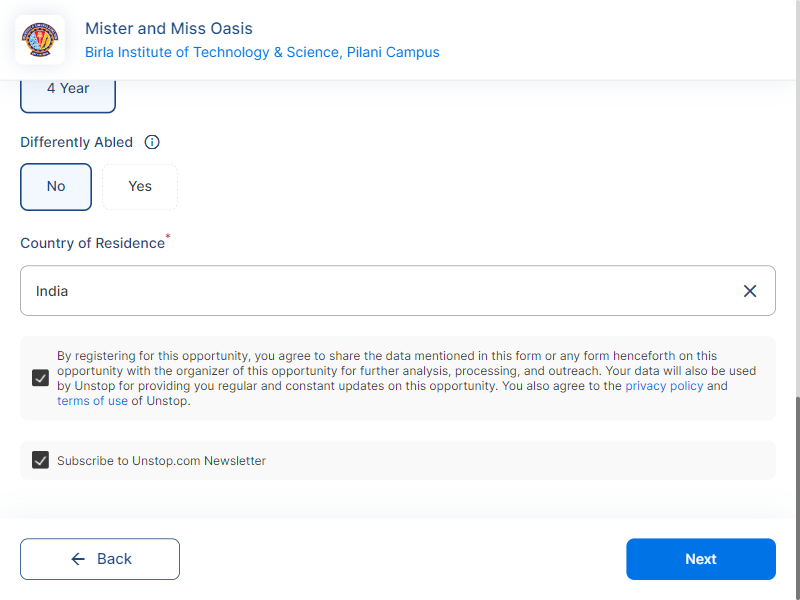 Mister and Miss Oasis
Birla Institute of Technology & Science, Pilani Campus
4 Year
Differently Abled
No
Yes
Country of Residence*
India
By registering for this opportunity, you agree to share the data mentioned in this form or any form henceforth on this
opportunity with the organizer of this opportunity for further analysis, processing, and outreach. Your data will also be used
by Unstop for providing you regular and constant updates on this opportunity. You also agree to the privacy policy and
terms of use of Unstop.
Subscribe to Unstop.com Newsletter
Back
Next